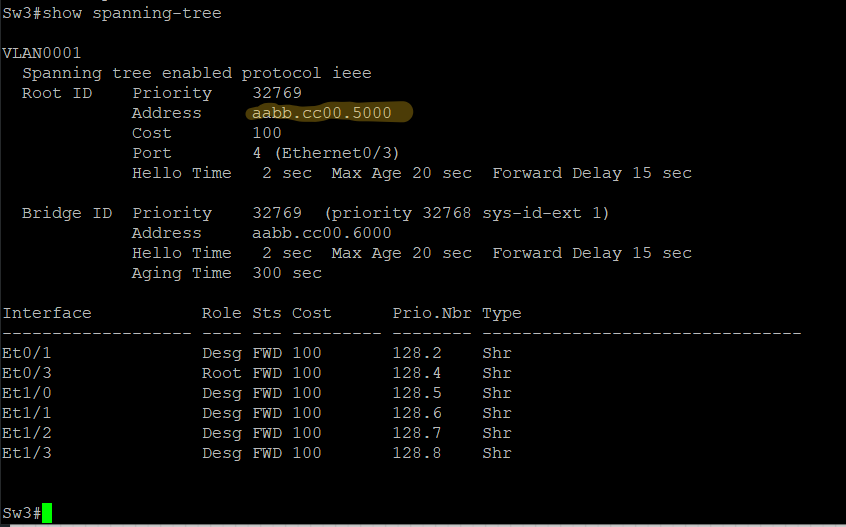 Sw3#show spanning-tree
VLAN0001
  Spanning tree enabled protocol ieee
  Root ID    Priority    32769
             Address     aabb.cc00.5000
             Cost        100
             Port        4 (Ethernet0/3)
             Hello Time   2 sec  Max Age 20 sec  Forward Delay 15 sec
  Bridge ID  Priority    32769  (priority 32768 sys-id-ext 1)
             Address     aabb.cc00.6000
             Hello Time   2 sec  Max Age 20 sec  Forward Delay 15 sec
             Aging Time  300 sec
Interface           Role Sts Cost      Prio.Nbr Type
------------------- ---- --- --------- -------- --------------------------------
Et0/1               Desg FWD 100       128.2    Shr
Et0/3               Root FWD 100       128.4    Shr
Et1/0               Desg FWD 100       128.5    Shr
Et1/1               Desg FWD 100       128.6    Shr
Et1/2               Desg FWD 100       128.7    Shr
Et1/3               Desg FWD 100       128.8    Shr
Sw3#